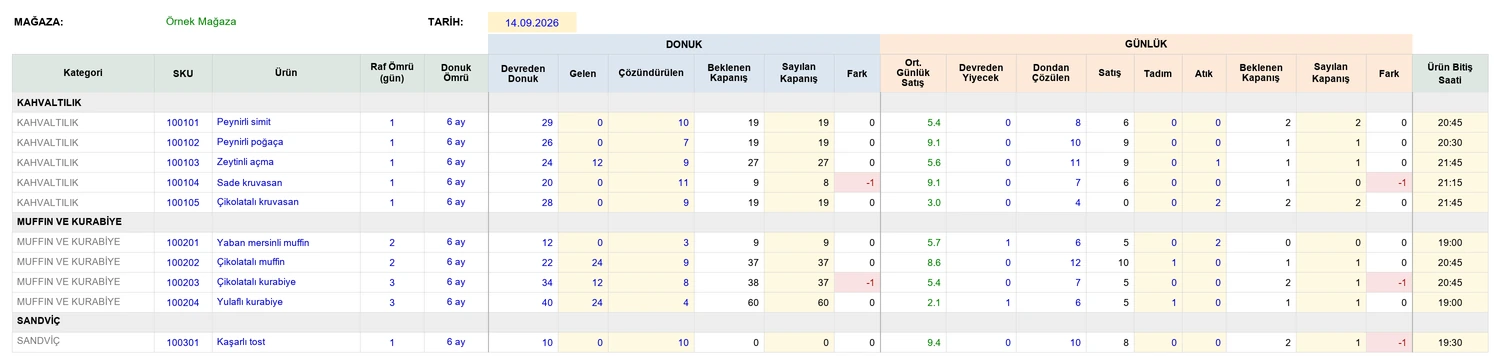 MAĞAZA: Örnek Mağaza TARİH: 14.09.2026
DONUK GÜNLÜK
Kategori SKU Ürün Raf Ömrü (gün) Donuk Ömrü Devreden Donuk Gelen Çözündürülen Beklenen Kapanış Sayılan Kapanış Fark Ort. Günlük Satış Devreden Yiyecek Dondan Çözülen Satış Tadım Atık Beklenen Kapanış Sayılan Kapanış Fark Ürün Bitiş Saati
KAHVALTILIK
KAHVALTILIK 100101 Peynirli simit 1 6 ay 29 0 10 19 19 0 5.4 0 8 6 0 0 2 2 0 20:45
KAHVALTILIK 100102 Peynirli poğaça 1 6 ay 26 0 7 19 19 0 9.1 0 10 9 0 0 1 1 0 20:30
KAHVALTILIK 100103 Zeytinli açma 1 6 ay 24 12 9 27 27 0 5.6 0 11 9 0 1 1 1 0 21:45
KAHVALTILIK 100104 Sade kruvasan 1 6 ay 20 0 11 9 8 -1 9.1 0 7 6 0 0 1 0 -1 21:15
KAHVALTILIK 100105 Çikolatalı kruvasan 1 6 ay 28 0 9 19 19 0 3.0 0 4 0 0 2 2 2 0 21:45
MUFFIN VE KURABİYE
MUFFIN VE KURABİYE 100201 Yaban mersinli muffin 2 6 ay 12 0 3 9 9 0 5.7 1 6 5 0 2 0 0 0 19:00
MUFFIN VE KURABİYE 100202 Çikolatalı muffin 2 6 ay 22 24 9 37 37 0 8.6 0 12 10 1 0 1 1 0 20:45
MUFFIN VE KURABİYE 100203 Çikolatalı kurabiye 3 6 ay 34 12 8 38 37 -1 5.4 0 7 5 0 0 2 1 -1 20:45
MUFFIN VE KURABİYE 100204 Yulaflı kurabiye 3 6 ay 40 24 4 60 60 0 2.1 1 6 5 1 0 1 1 0 19:00
SANDVİÇ
SANDVİÇ 100301 Kaşarlı tost 1 6 ay 10 0 10 0 0 0 9.4 0 10 8 0 0 2 1 -1 19:30